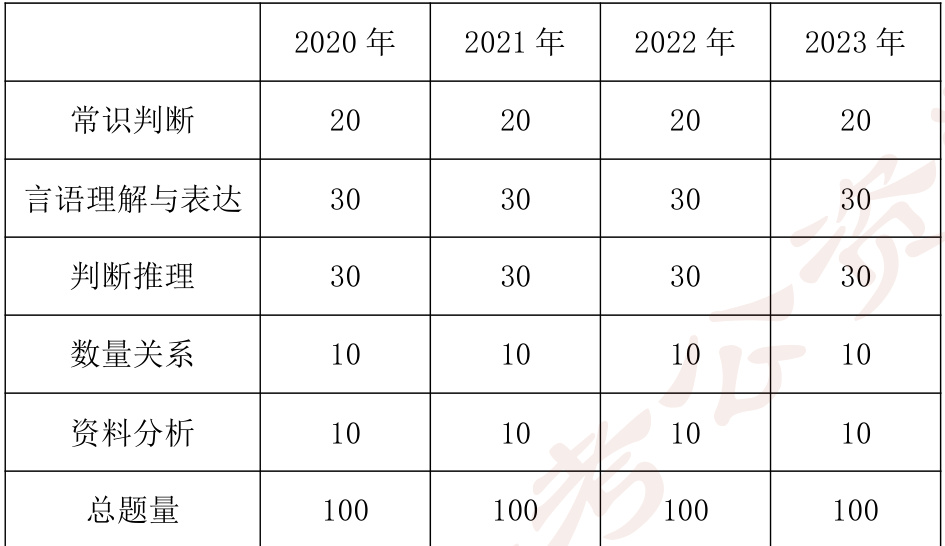 2020 年 2021 年 2022 年 2023 年
常识判断 20 20 20 20
言语理解与表达 30 30 30 30
判断推理 30 30 30 30
数量关系 10 10 10 10
资料分析 10 10 10 10
总题量 100 100 100 100
考公资